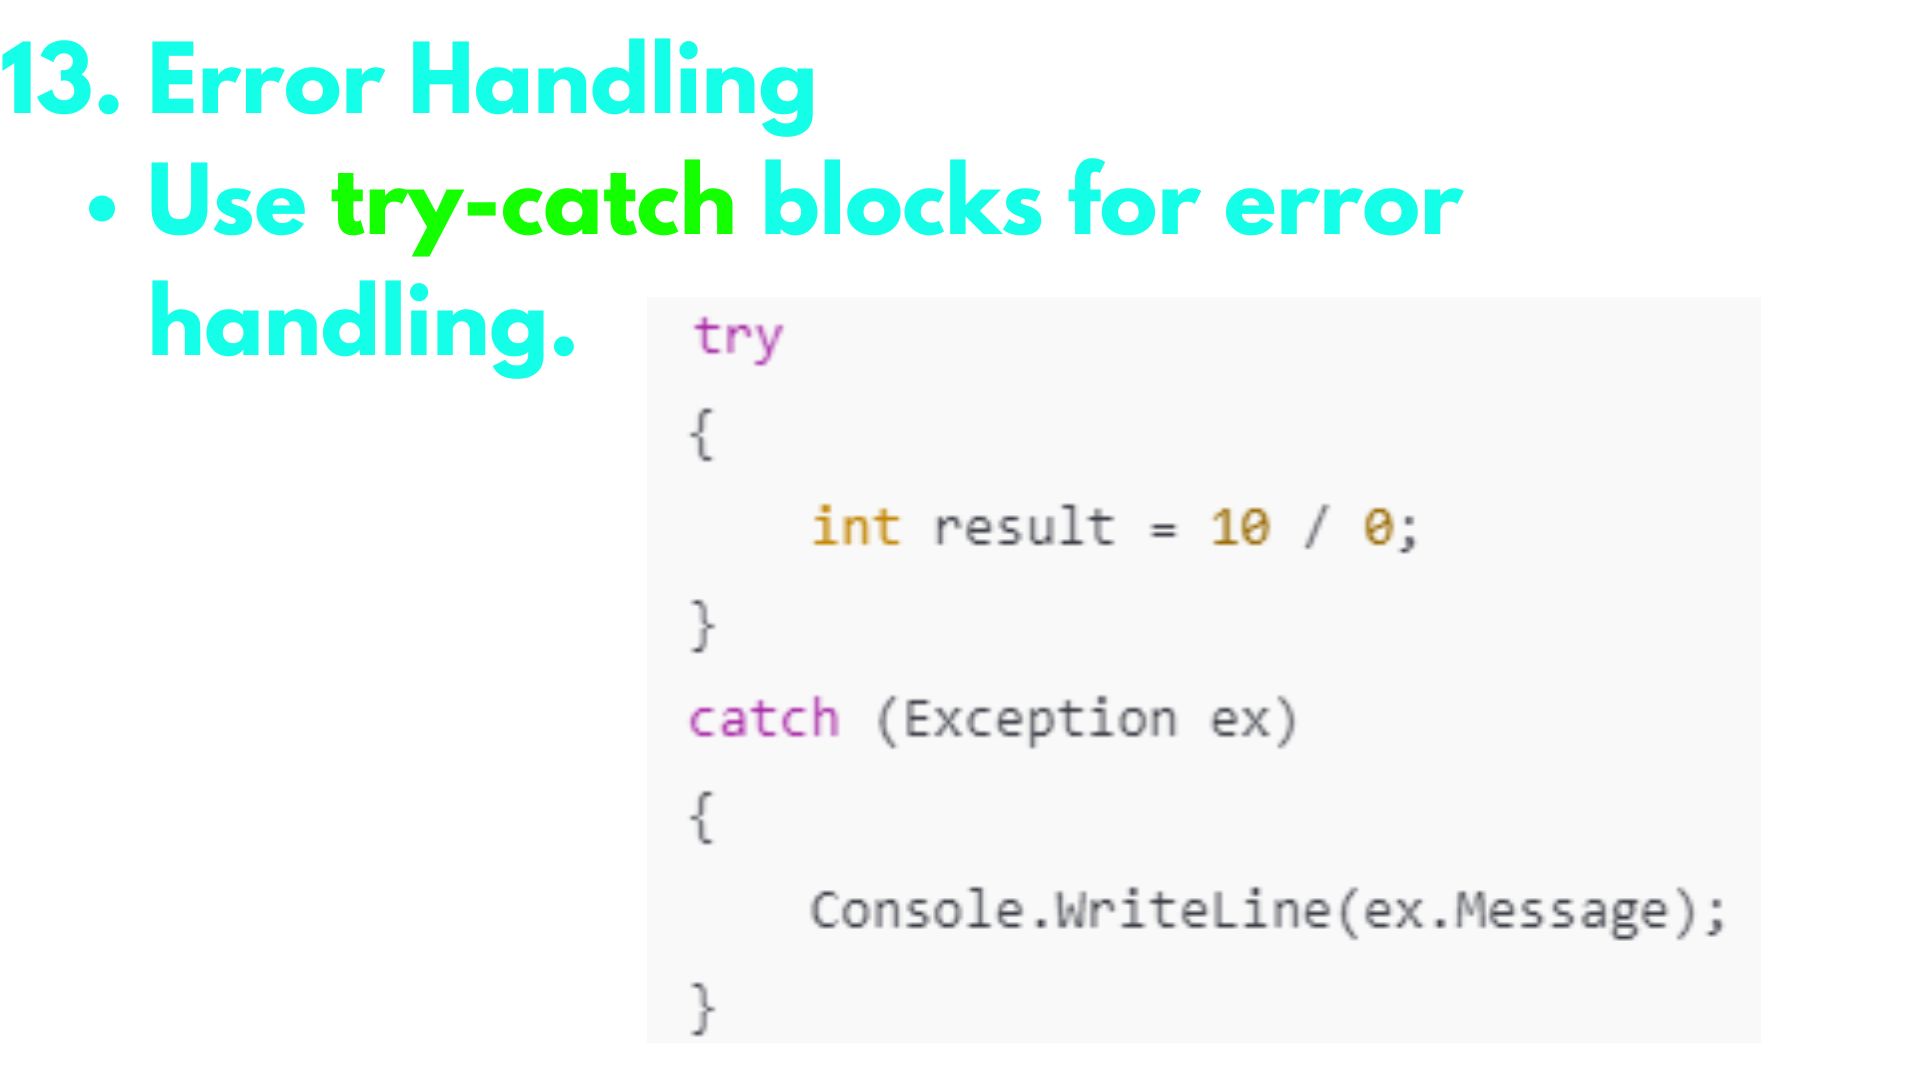 13. Error Handling
• Use try-catch blocks for error
handling.
try
{
    int result = 10 / 0;
}
catch (Exception ex)
{
    Console.WriteLine(ex.Message);
}